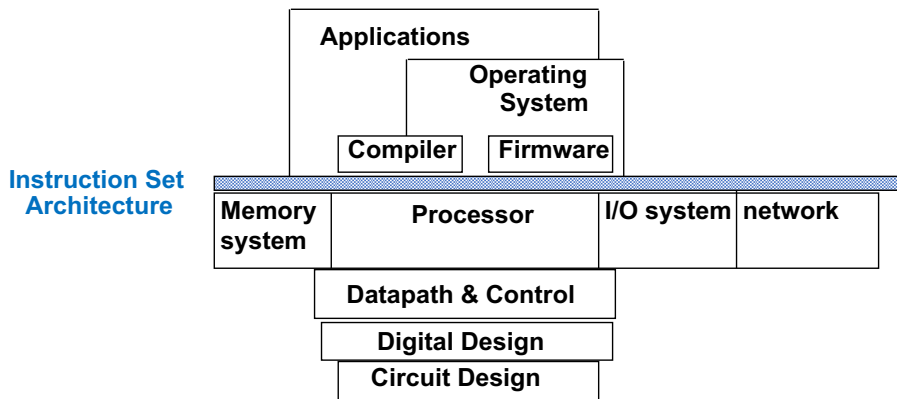 Applications
Operating
System
Compiler
Firmware
Instruction Set
Architecture
Memory
system
Processor
I/O system
network
Datapath & Control
Digital Design
Circuit Design